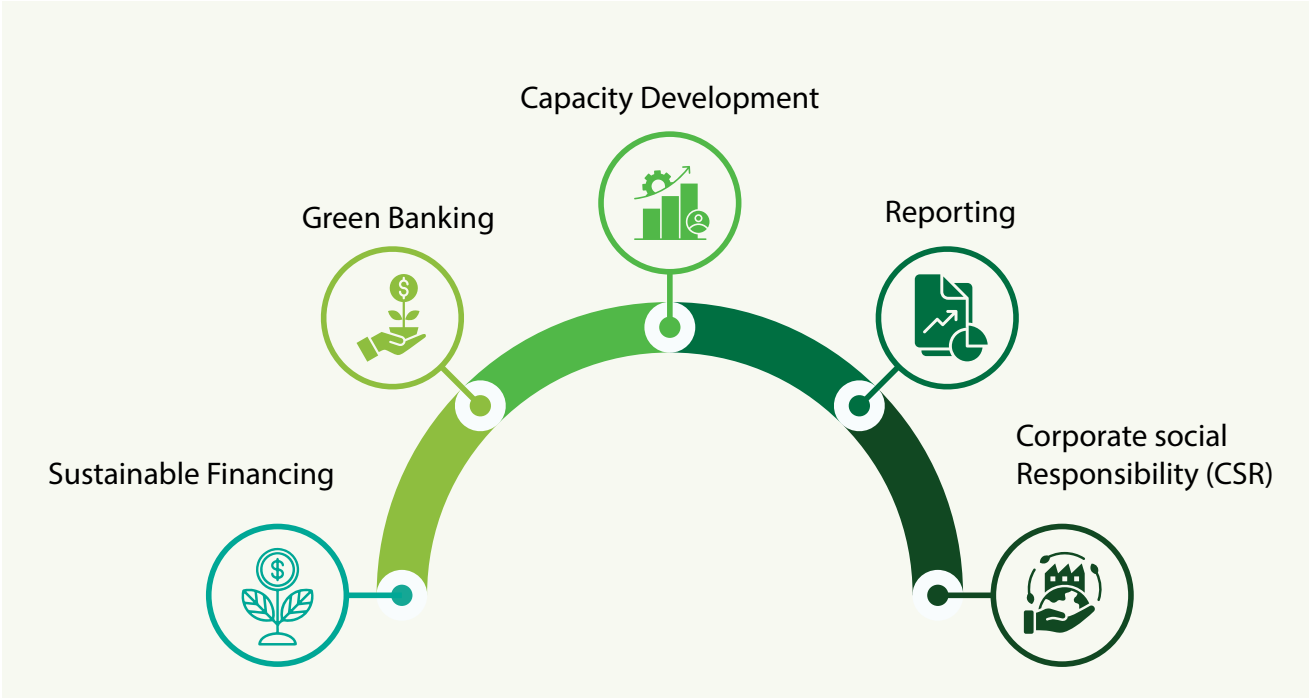 Capacity Development
Green Banking
Reporting
Sustainable Financing
Corporate social
Responsibility (CSR)
$
$